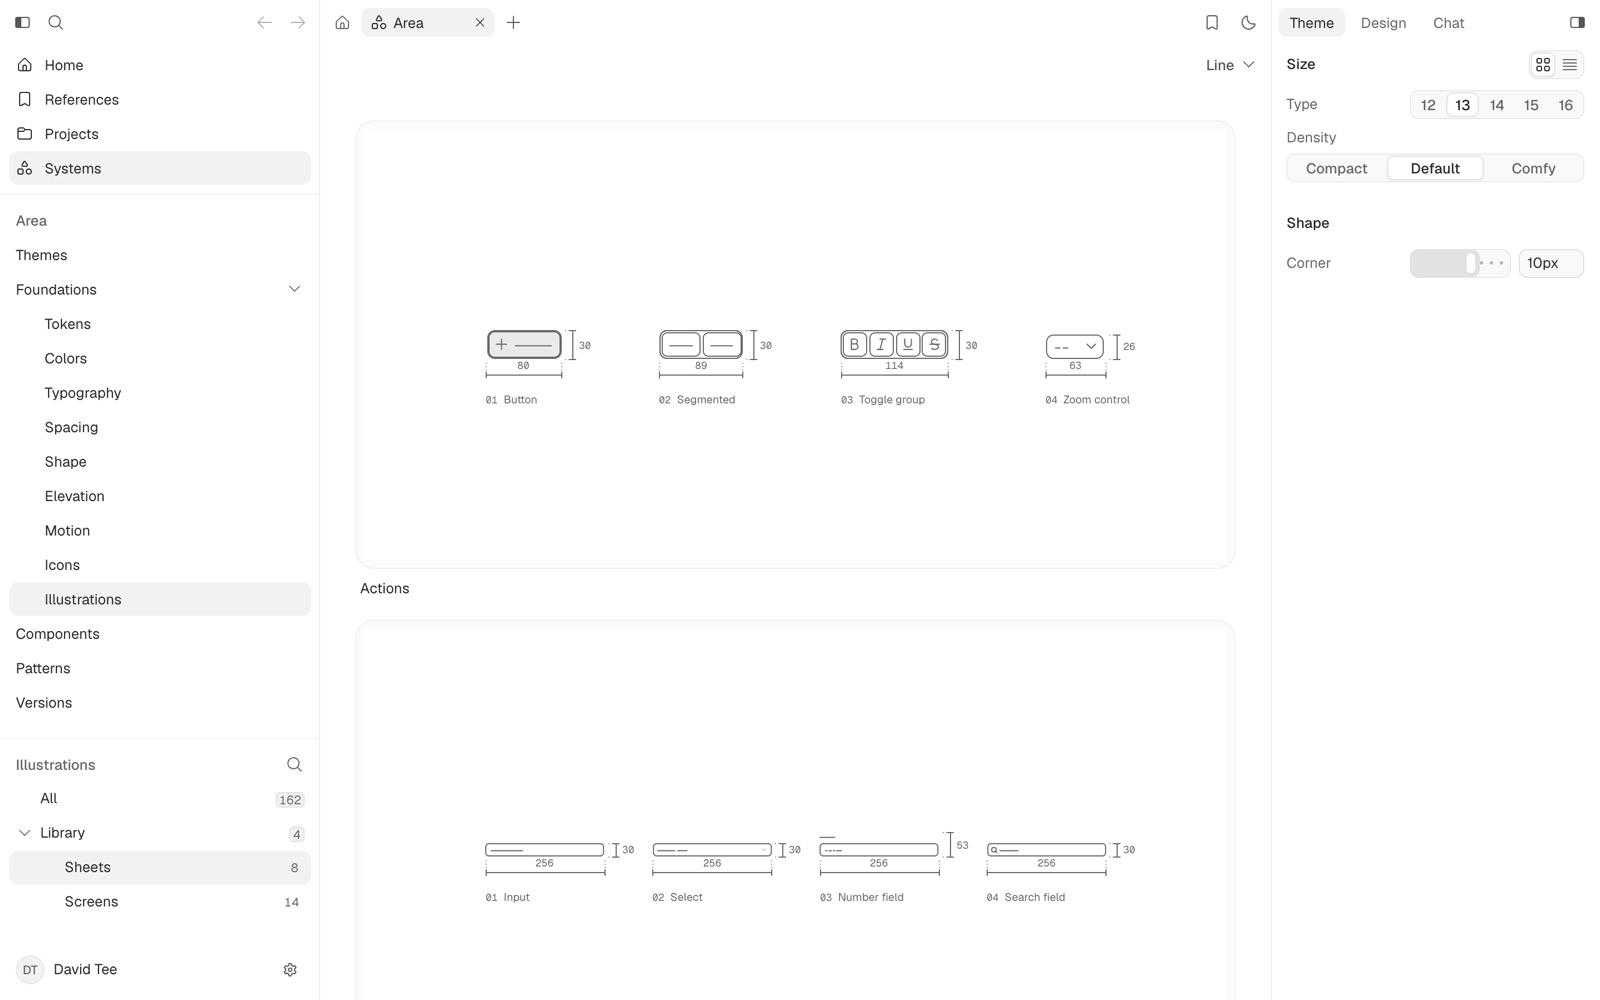 Area
Home
References
Projects
Systems
Area
Themes
Foundations
Tokens
Colors
Typography
Spacing
Shape
Elevation
Motion
Icons
Illustrations
Components
Patterns
Versions
Illustrations
All 162
Library 4
Sheets 8
Screens 14
DT David Tee
Line
30 30 B I U S 30 26
80 89 114 63
01 Button 02 Segmented 03 Toggle group 04 Zoom control
Actions
30 30 53 30
256 256 256 256
01 Input 02 Select 03 Number field 04 Search field
Theme Design Chat
Size
Type 12 13 14 15 16
Density
Compact Default Comfy
Shape
Corner 10px